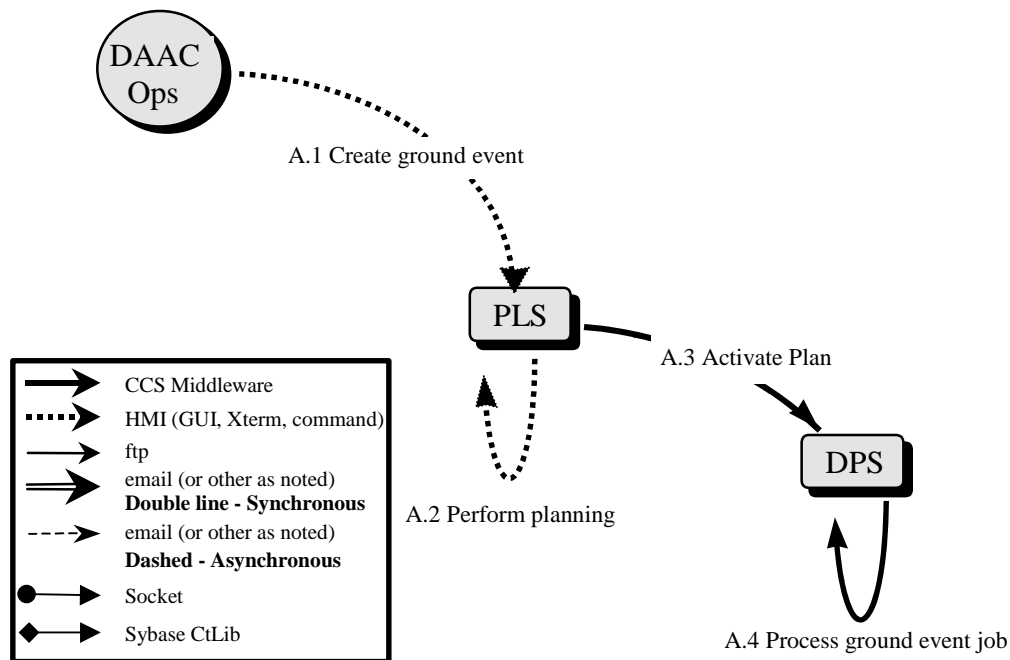 DAAC
Ops
A.1 Create ground event
PLS
A.3 Activate Plan
DPS
A.2 Perform planning
A.4 Process ground event job
CCS Middleware
HMI (GUI, Xterm, command)
ftp
email (or other as noted)
Double line - Synchronous
email (or other as noted)
Dashed - Asynchronous
Socket
Sybase CtLib